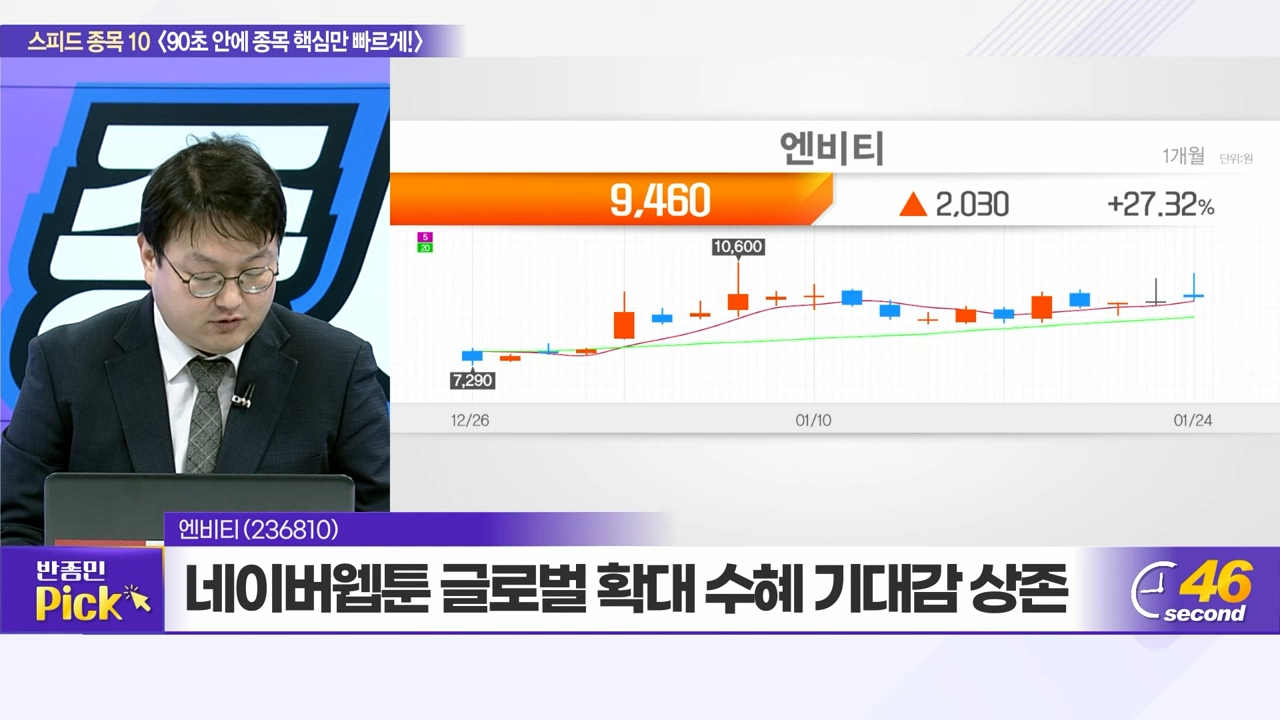 스피드 종목 10 <90초 안에 종목 핵심만 빠르게!>
엔비티
1개월 단위:원
9,460 ▲ 2,030 +27.32%
5
20
10,600
7,290
12/26 01/10 01/24
엔비티(236810)
반종민
Pick
네이버웹툰 글로벌 확대 수혜 기대감 상존
46
second